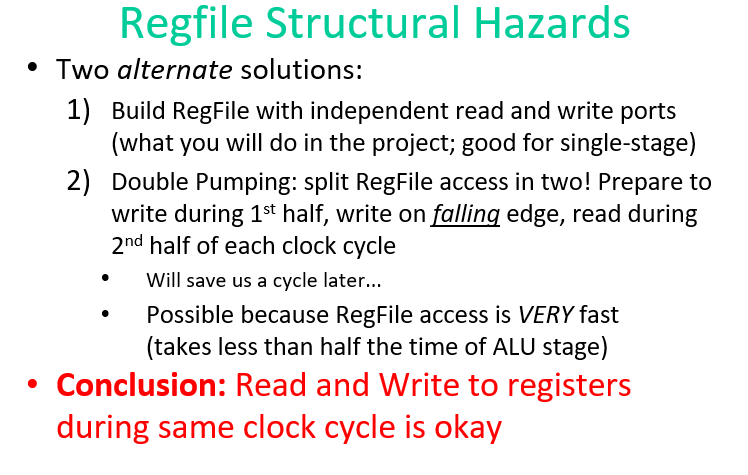 Regfile Structural Hazards
• Two alternate solutions:
1) Build RegFile with independent read and write ports
(what you will do in the project; good for single-stage)
2) Double Pumping: split RegFile access in two! Prepare to
write during 1st half, write on falling edge, read during
2nd half of each clock cycle
• Will save us a cycle later...
• Possible because RegFile access is VERY fast
(takes less than half the time of ALU stage)
• Conclusion: Read and Write to registers
during same clock cycle is okay